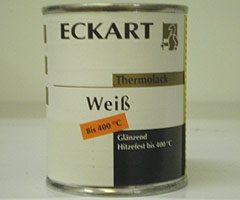 ECKART
Thermolack
Weiß
Bis 400 °C
Glänzend
Hitzefest bis 400 °C